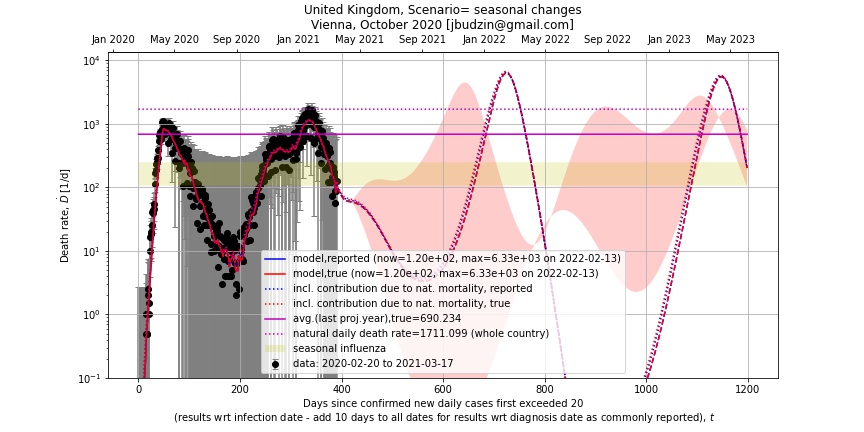 United Kingdom, Scenario= seasonal changes
Vienna, October 2020 [jbudzin@gmail.com]
Jan 2020 May 2020 Sep 2020 Jan 2021 May 2021 Sep 2021 Jan 2022 May 2022 Sep 2022 Jan 2023 May 2023
10⁴
10³
10²
10¹
10⁰
10⁻¹
Death rate, D [1/d]
model,reported (now=1.20e+02, max=6.33e+03 on 2022-02-13)
model,true (now=1.20e+02, max=6.33e+03 on 2022-02-13)
incl. contribution due to nat. mortality, reported
incl. contribution due to nat. mortality, true
avg.(last proj.year),true=690.234
natural daily death rate=1711.099 (whole country)
seasonal influenza
data: 2020-02-20 to 2021-03-17
0 200 400 600 800 1000 1200
Days since confirmed new daily cases first exceeded 20
(results wrt infection date - add 10 days to all dates for results wrt diagnosis date as commonly reported), t